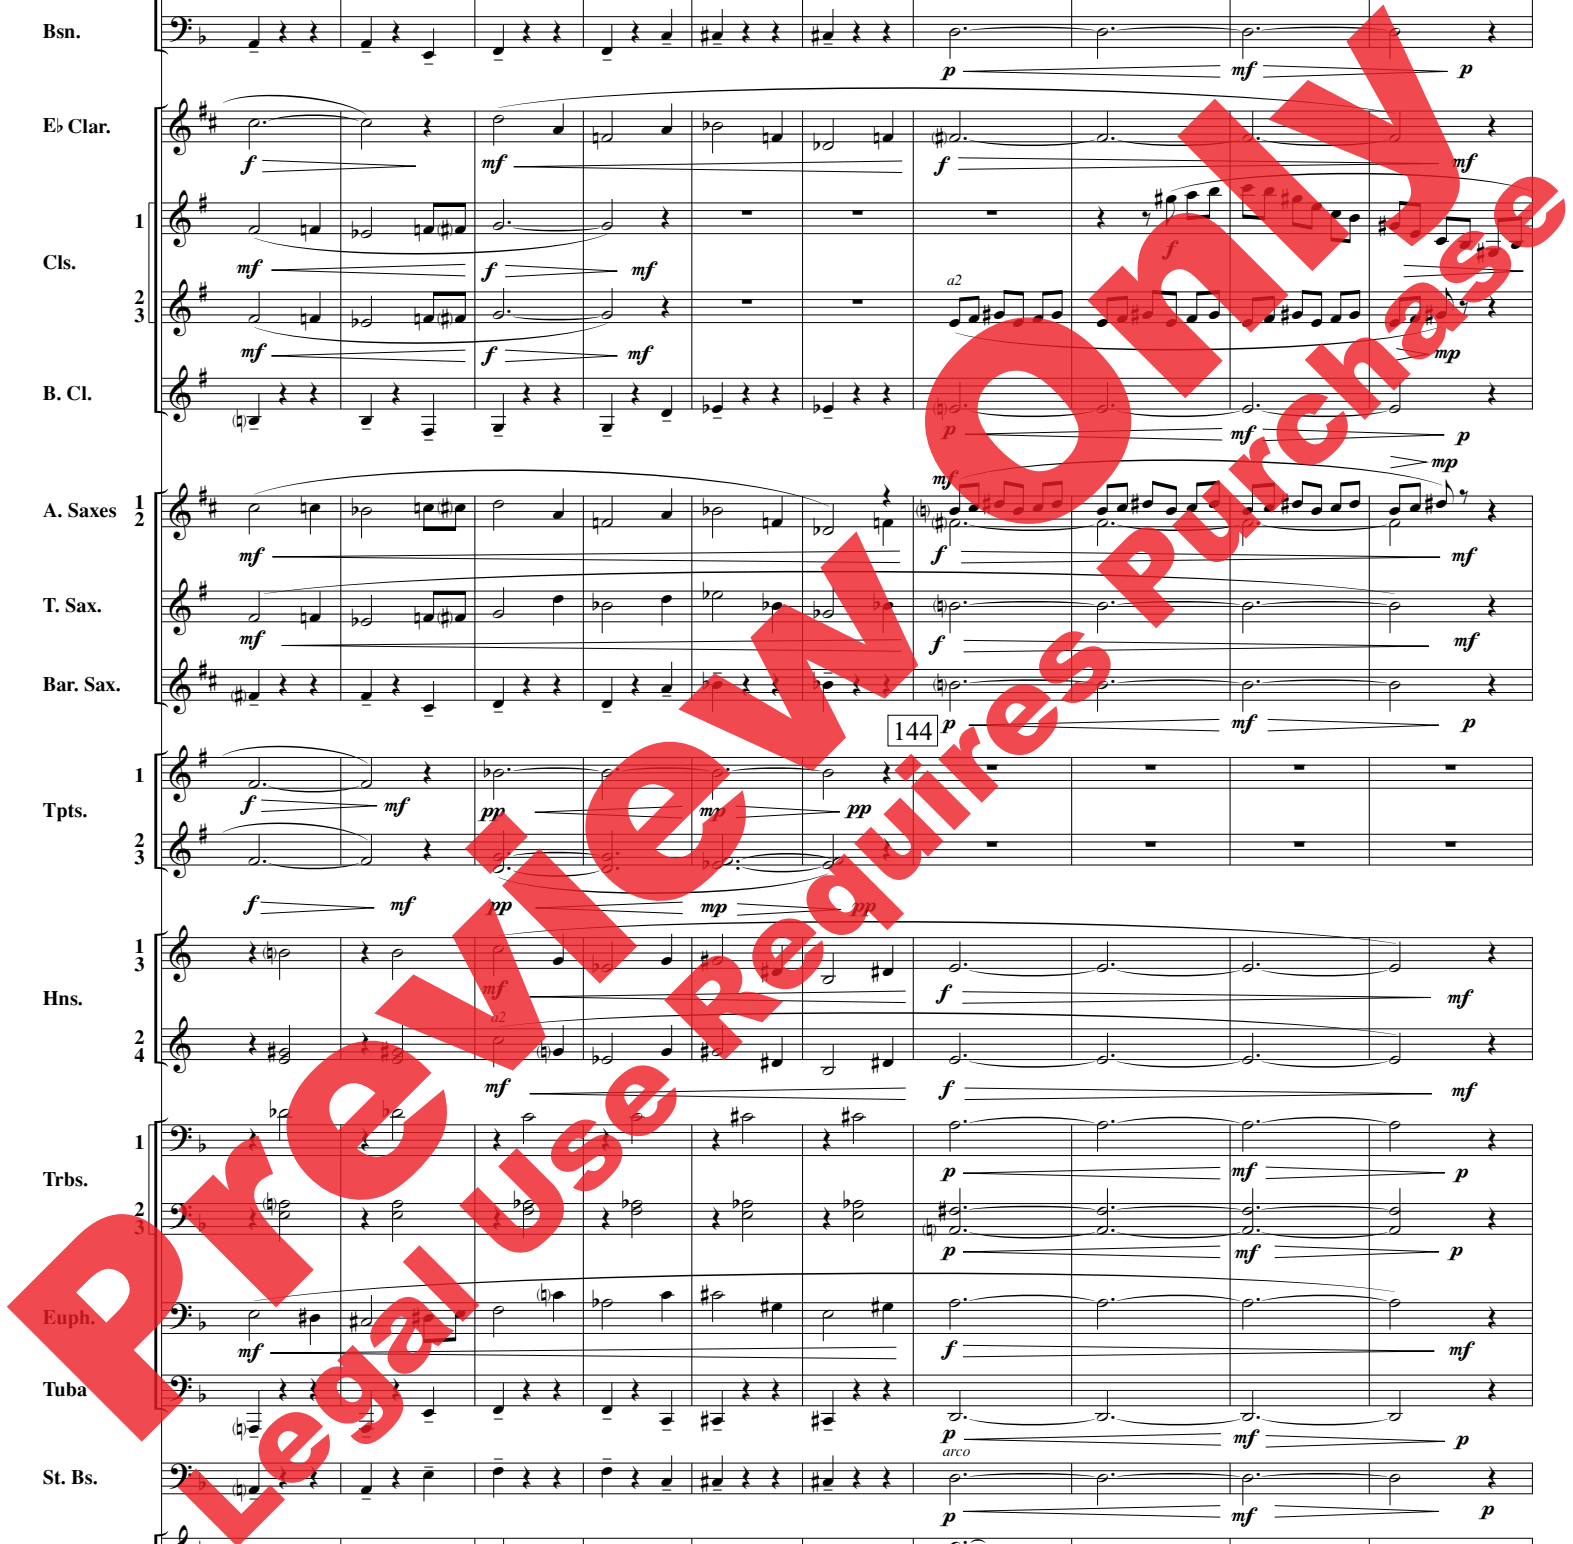 Bsn.
p mf p
E♭ Clar.
f mf f mf
1
f
mf f mf
Cls.
a2
2
3
mf f mf mp
B. Cl.
p mf p
mp
mf
A. Saxes 1
2
mf f mf
T. Sax.
mf f mf
Bar. Sax.
p mf p
144
1
f mf pp mp pp
Tpts.
2
3
f mf pp mp pp
1
3
mf f mf
Hns.
a2
2
4
mf f mf
1
p mf p
Trbs.
2
3
p mf p
Euph.
mf f mf
Tuba
p mf p
arco
St. Bs.
p mf p
Preview Only
Legal Use Requires Purchase